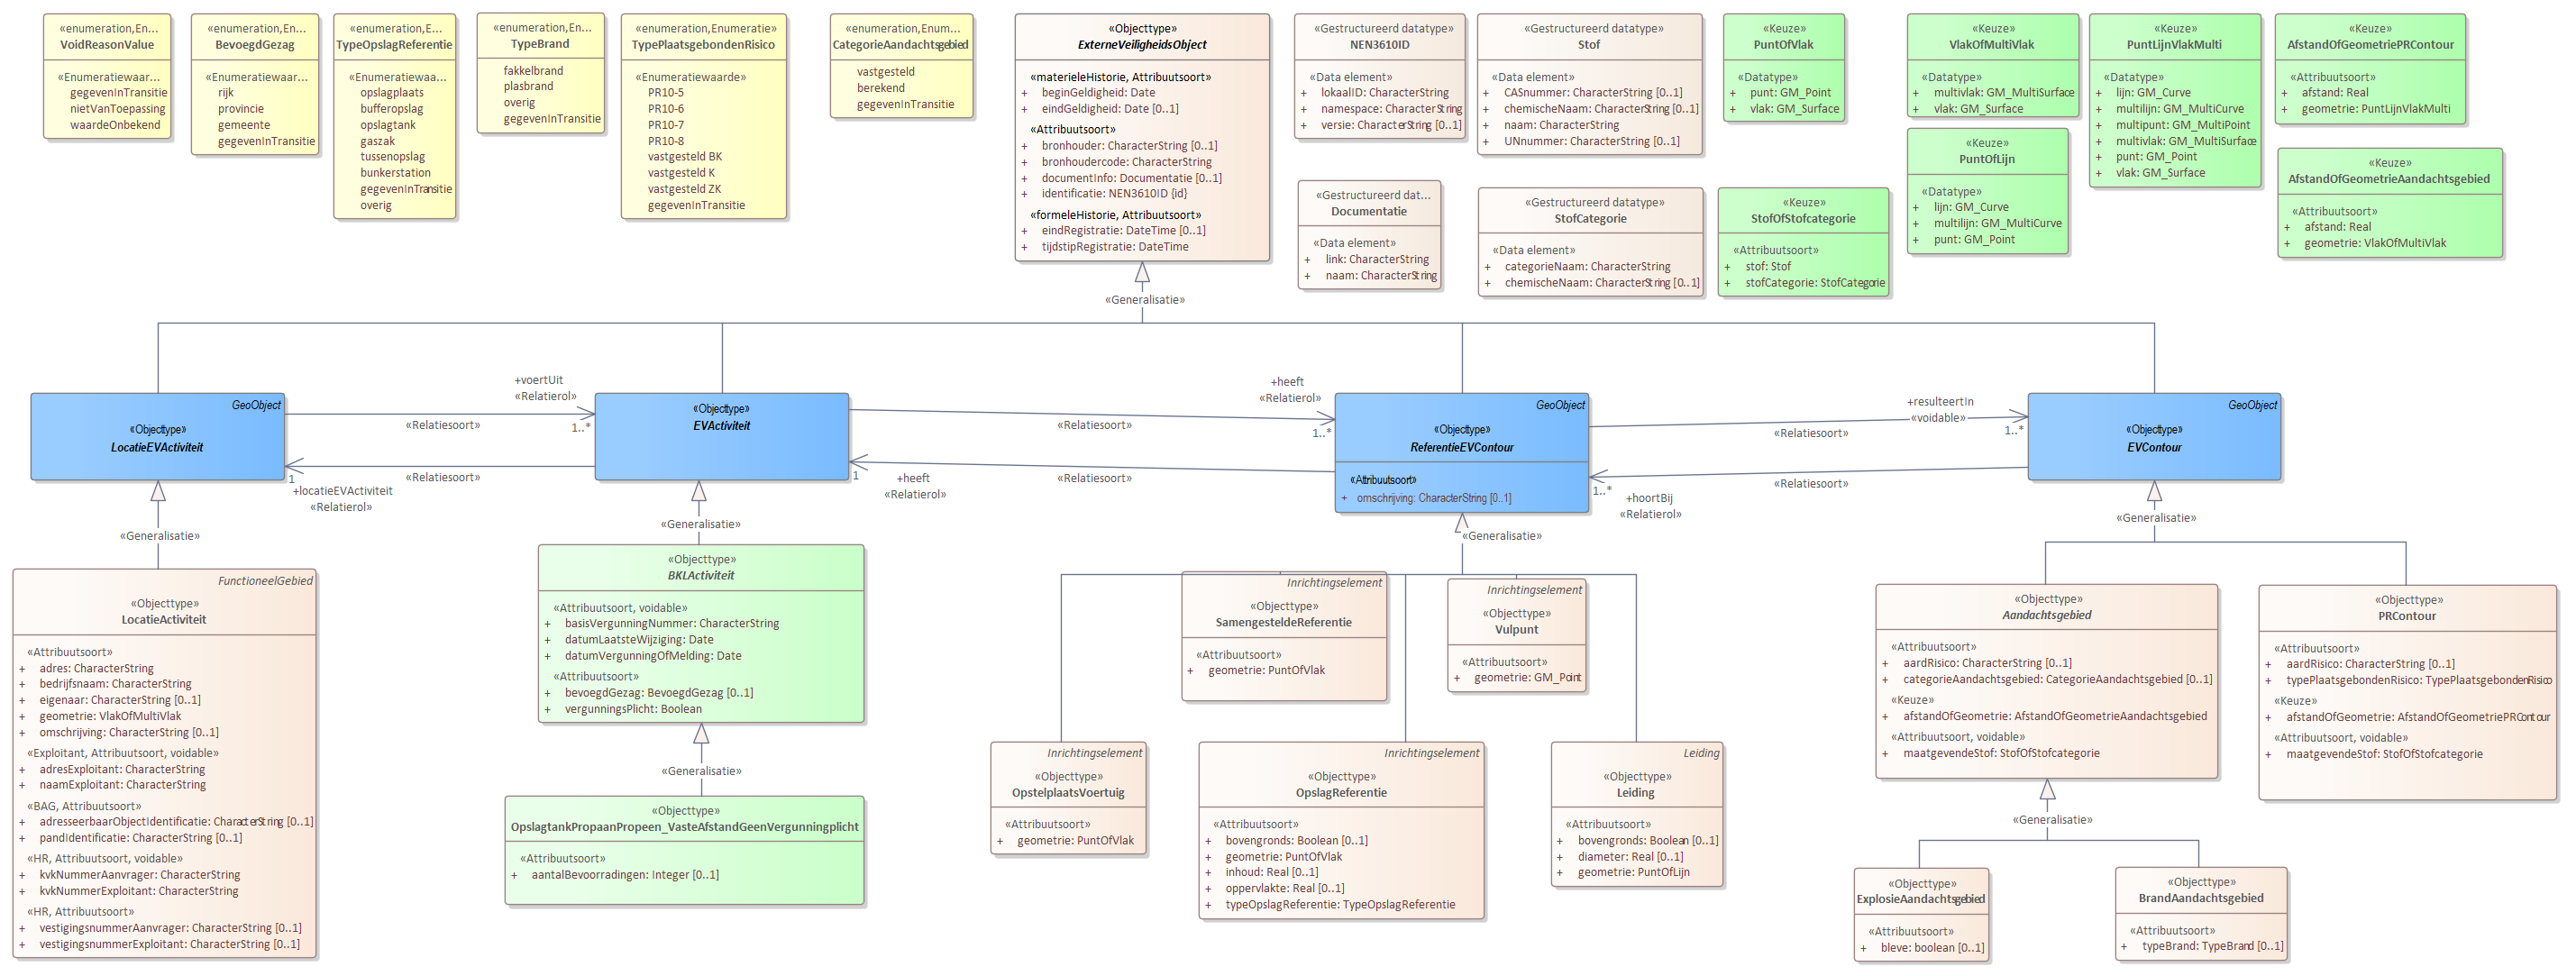 «enumeration,En...
VoidReasonValue
«Enumeratiewaar...
gegevenInTransitie
nietVanToepassing
waardeOnbekend
«enumeration,En...
BevoegdGezag
«Enumeratiewaar...
rijk
provincie
gemeente
gegevenInTransitie
«enumeration,En...
TypeOpslagReferentie
«Enumeratiewaa...
opslagplaats
bufferopslag
opslagtank
gaszak
tussenopslag
bunkerstation
gegevenInTransitie
overig
«enumeration,En...
TypeBrand
fakkelbrand
plasbrand
overig
gegevenInTransitie
«enumeration, Enumeratie»
TypePlaatsgebondenRisico
«Enumeratiewaarde»
PR10-5
PR10-6
PR10-7
PR10-8
vastgesteld BK
vastgesteld K
vastgesteld ZK
gegevenInTransitie
«enumeration, Enum...
CategorieAandachtsgebied
vastgesteld
berekend
gegevenInTransitie
«Objecttype»
ExterneVeiligheidsObject
«materieleHistorie, Attribuutsoort»
+ beginGeldigheid: Date
+ eindGeldigheid: Date [0..1]
«Attribuutsoort»
+ bronhouder: CharacterString [0..1]
+ bronhoudercode: CharacterString
+ documentInfo: Documentatie [0..1]
+ identificatie: NEN3610ID {id}
«formeleHistorie, Attribuutsoort»
+ eindRegistratie: DateTime [0..1]
+ tijdstipRegistratie: DateTime
«Gestructureerd datatype»
NEN3610ID
«Data element»
+ lokaalID: CharacterString
+ namespace: CharacterString
+ versie: CharacterString [0..1]
«Gestructureerd dat...
Documentatie
«Data element»
+ link: CharacterString
+ naam: CharacterString
«Gestructureerd datatype»
Stof
«Data element»
+ CASnummer: CharacterString [0..1]
+ chemischeNaam: CharacterString [0..1]
+ naam: CharacterString
+ UNnummer: CharacterString [0..1]
«Gestructureerd datatype»
StofCategorie
«Data element»
+ categorieNaam: CharacterString
+ chemischeNaam: CharacterString [0..1]
«Keuze»
PuntOfVlak
«Datatype»
+ punt: GM_Point
+ vlak: GM_Surface
«Keuze»
StofOfStofcategorie
«Attribuutsoort»
+ stof: Stof
+ stofCategorie: StofCategorie
«Keuze»
VlakOfMultiVlak
«Datatype»
+ multivlak: GM_MultiSurface
+ vlak: GM_Surface
«Keuze»
PuntOfLijn
«Datatype»
+ lijn: GM_Curve
+ multilijn: GM_MultiCurve
+ punt: GM_Point
«Keuze»
PuntLijnVlakMulti
«Datatype»
+ lijn: GM_Curve
+ multilijn: GM_MultiCurve
+ multipunt: GM_MultiPoint
+ multivlak: GM_MultiSurface
+ punt: GM_Point
+ vlak: GM_Surface
«Keuze»
AfstandOfGeometriePRContour
«Attribuutsoort»
+ afstand: Real
+ geometrie: PuntLijnVlakMulti
«Keuze»
AfstandOfGeometrieAandachtsgebied
«Attribuutsoort»
+ afstand: Real
+ geometrie: VlakOfMultiVlak
«Generalisatie»
GeoObject
«Objecttype»
LocatieEVActiviteit
+voertUit
«Relatierol»
1..*
«Relatiesoort»
«Relatiesoort»
1
+locatieEVActiviteit
«Relatierol»
«Objecttype»
EVActiviteit
+heeft
«Relatierol»
1..*
«Relatiesoort»
«Relatiesoort»
1
+heeft
«Relatierol»
GeoObject
«Objecttype»
ReferentieEVContour
«Attribuutsoort»
+ omschrijving: CharacterString [0..1]
+resulteertIn
«voidable»
1..*
«Relatiesoort»
«Relatiesoort»
1..*
+hoortBij
«Relatierol»
GeoObject
«Objecttype»
EVContour
«Generalisatie»
«Generalisatie»
«Generalisatie»
«Generalisatie»
FunctioneelGebied
«Objecttype»
LocatieActiviteit
«Attribuutsoort»
+ adres: CharacterString
+ bedrijfsnaam: CharacterString
+ eigenaar: CharacterString [0..1]
+ geometrie: VlakOfMultiVlak
+ omschrijving: CharacterString [0..1]
«Exploitant, Attribuutsoort, voidable»
+ adresExploitant: CharacterString
+ naamExploitant: CharacterString
«BAG, Attribuutsoort»
+ adresseerbaarObjectIdentificatie: CharacterString [0..1]
+ pandIdentificatie: CharacterString [0..1]
«HR, Attribuutsoort, voidable»
+ kvkNummerAanvrager: CharacterString
+ kvkNummerExploitant: CharacterString
«HR, Attribuutsoort»
+ vestigingsnummerAanvrager: CharacterString [0..1]
+ vestigingsnummerExploitant: CharacterString [0..1]
«Objecttype»
BKLActiviteit
«Attribuutsoort, voidable»
+ basisVergunningNummer: CharacterString
+ datumLaatsteWijziging: Date
+ datumVergunningOfMelding: Date
«Attribuutsoort»
+ bevoegdGezag: BevoegdGezag [0..1]
+ vergunningsPlicht: Boolean
«Generalisatie»
«Objecttype»
OpslagtankPropaanPropeen_VasteAfstandGeenVergunningplicht
«Attribuutsoort»
+ aantalBevoorradingen: Integer [0..1]
Inrichtingselement
«Objecttype»
SamengesteldeReferentie
«Attribuutsoort»
+ geometrie: PuntOfVlak
Inrichtingselement
«Objecttype»
Vulpunt
«Attribuutsoort»
+ geometrie: GM_Point
Inrichtingselement
«Objecttype»
OpstelplaatsVoertuig
«Attribuutsoort»
+ geometrie: PuntOfVlak
Inrichtingselement
«Objecttype»
OpslagReferentie
«Attribuutsoort»
+ bovengronds: Boolean [0..1]
+ geometrie: PuntOfVlak
+ inhoud: Real [0..1]
+ oppervlakte: Real [0..1]
+ typeOpslagReferentie: TypeOpslagReferentie
Leiding
«Objecttype»
Leiding
«Attribuutsoort»
+ bovengronds: Boolean [0..1]
+ diameter: Real [0..1]
+ geometrie: PuntOfLijn
«Objecttype»
Aandachtsgebied
«Attribuutsoort»
+ aardRisico: CharacterString [0..1]
+ categorieAandachtsgebied: CategorieAandachtsgebied [0..1]
«Keuze»
+ afstandOfGeometrie: AfstandOfGeometrieAandachtsgebied
«Attribuutsoort, voidable»
+ maatgevendeStof: StofOfStofcategorie
«Objecttype»
PRContour
«Attribuutsoort»
+ aardRisico: CharacterString [0..1]
+ typePlaatsgebondenRisico: TypePlaatsgebondenRisico
«Keuze»
+ afstandOfGeometrie: AfstandOfGeometriePRContour
«Attribuutsoort, voidable»
+ maatgevendeStof: StofOfStofcategorie
«Generalisatie»
«Objecttype»
ExplosieAandachtsgebied
«Attribuutsoort»
+ bleve: boolean [0..1]
«Objecttype»
BrandAandachtsgebied
«Attribuutsoort»
+ typeBrand: TypeBrand [0..1]